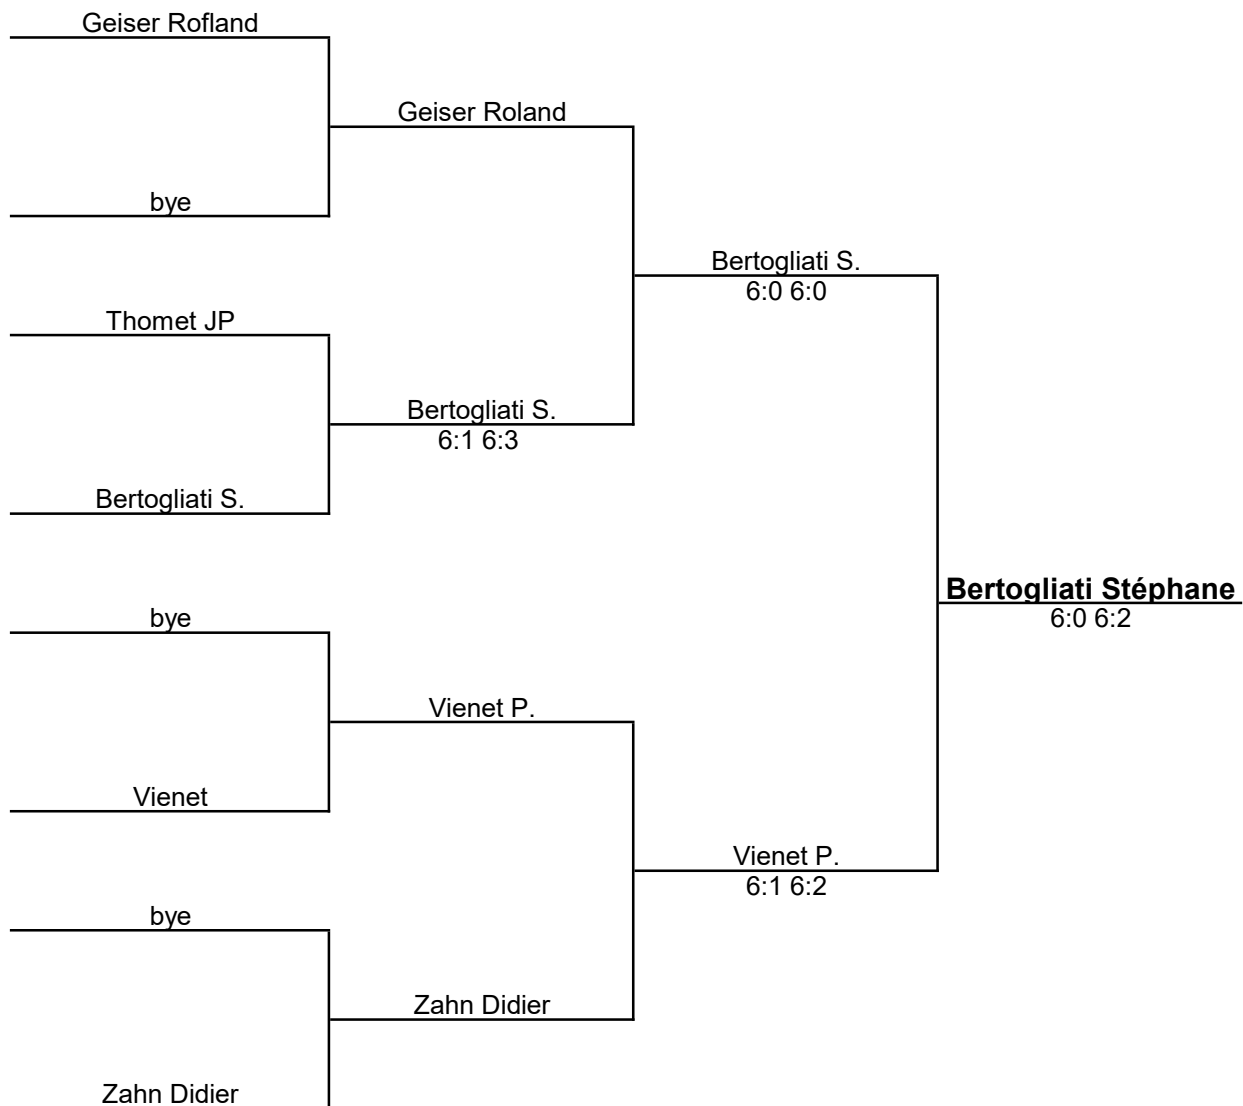 Geiser Rofland
Geiser Roland
bye
Bertogliati S.
6:0 6:0
Thomet JP
Bertogliati S.
6:1 6:3
Bertogliati S.
Bertogliati Stéphane
6:0 6:2
bye
Vienet P.
Vienet
Vienet P.
6:1 6:2
bye
Zahn Didier
Zahn Didier